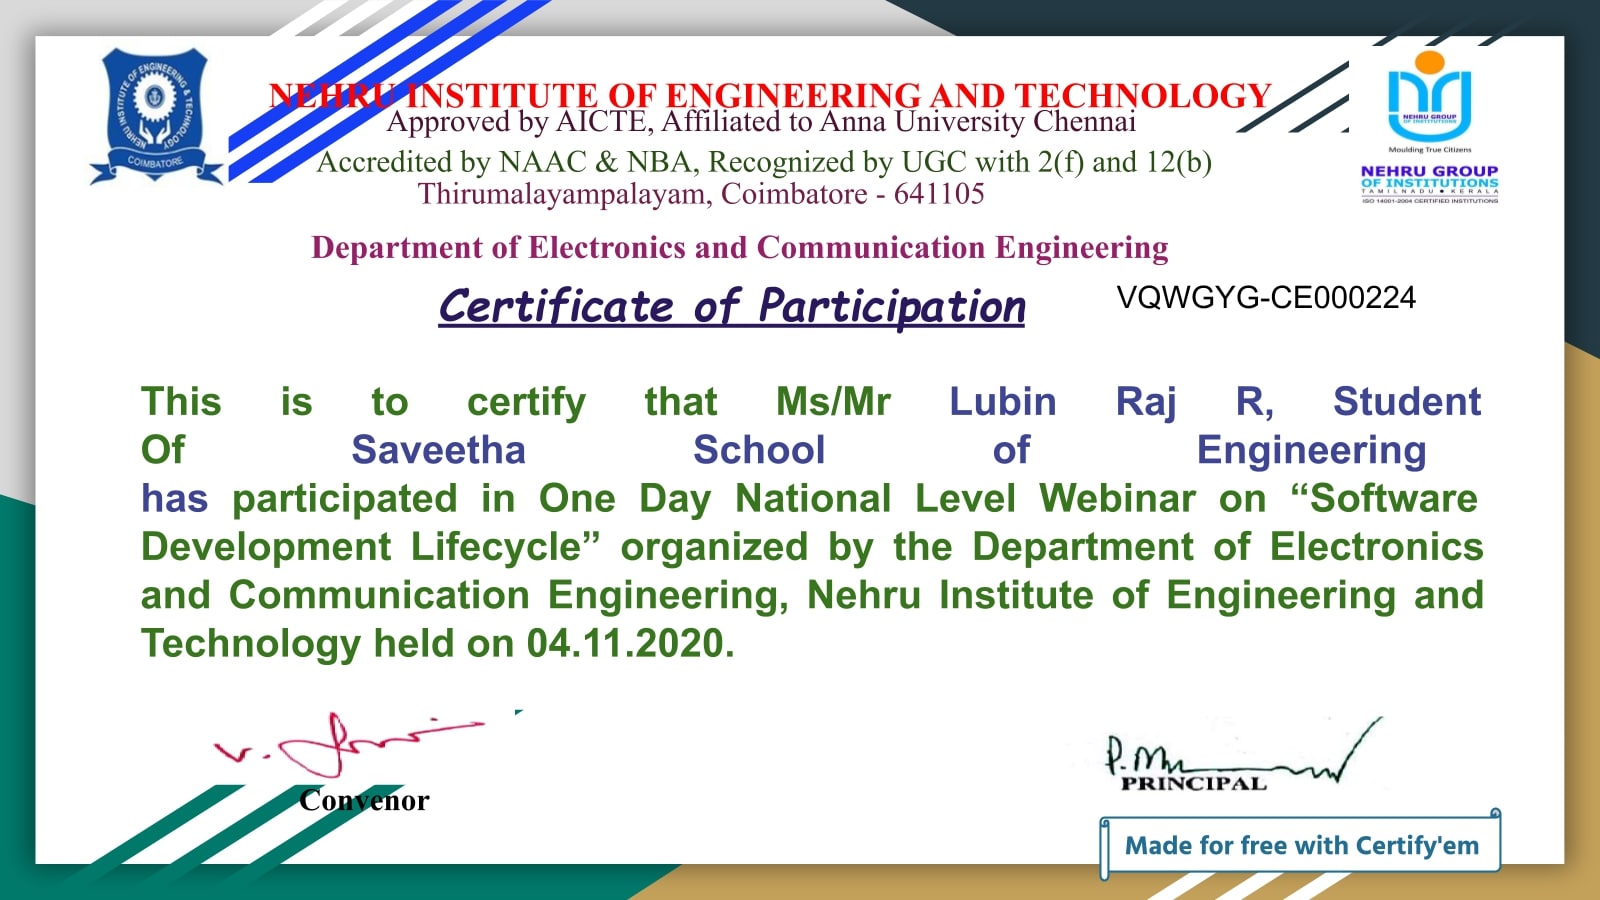 NEHRU INSTITUTE OF ENGINEERING AND TECHNOLOGY
Approved by AICTE, Affiliated to Anna University Chennai
Accredited by NAAC & NBA, Recognized by UGC with 2(f) and 12(b)
Thirumalayampalayam, Coimbatore - 641105
NEHRU INSTITUTE OF ENGINEERING & TECHNOLOGY
COIMBATORE
NEHRU GROUP
OF INSTITUTIONS
Moulding True Citizens
NEHRU GROUP
OF INSTITUTIONS
TAMILNADU • KERALA
ISO 14001-2004 CERTIFIED INSTITUTIONS
Department of Electronics and Communication Engineering
Certificate of Participation
VQWGYG-CE000224
This is to certify that Ms/Mr Lubin Raj R, Student
Of Saveetha School of Engineering
has participated in One Day National Level Webinar on “Software
Development Lifecycle” organized by the Department of Electronics
and Communication Engineering, Nehru Institute of Engineering and
Technology held on 04.11.2020.
Convenor
PRINCIPAL
Made for free with Certify'em